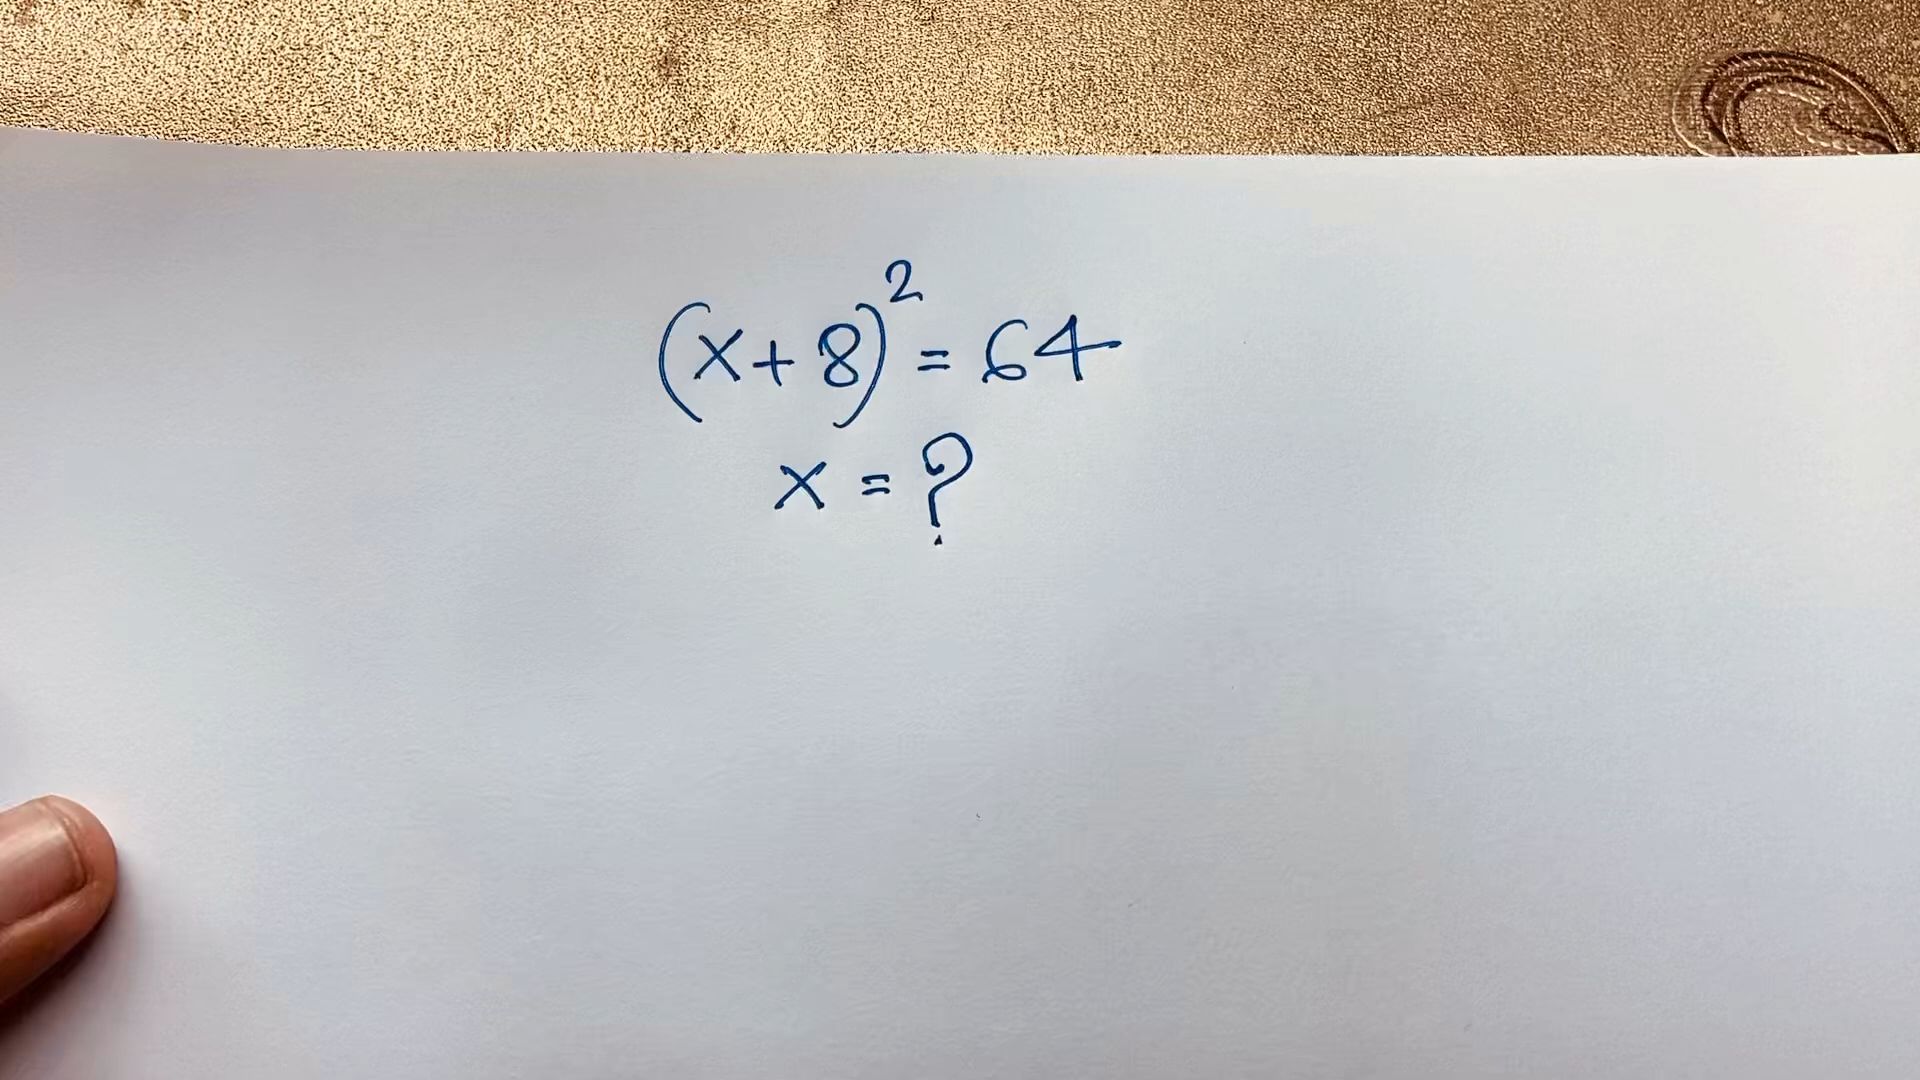 (x+8)² = 64
x = ?